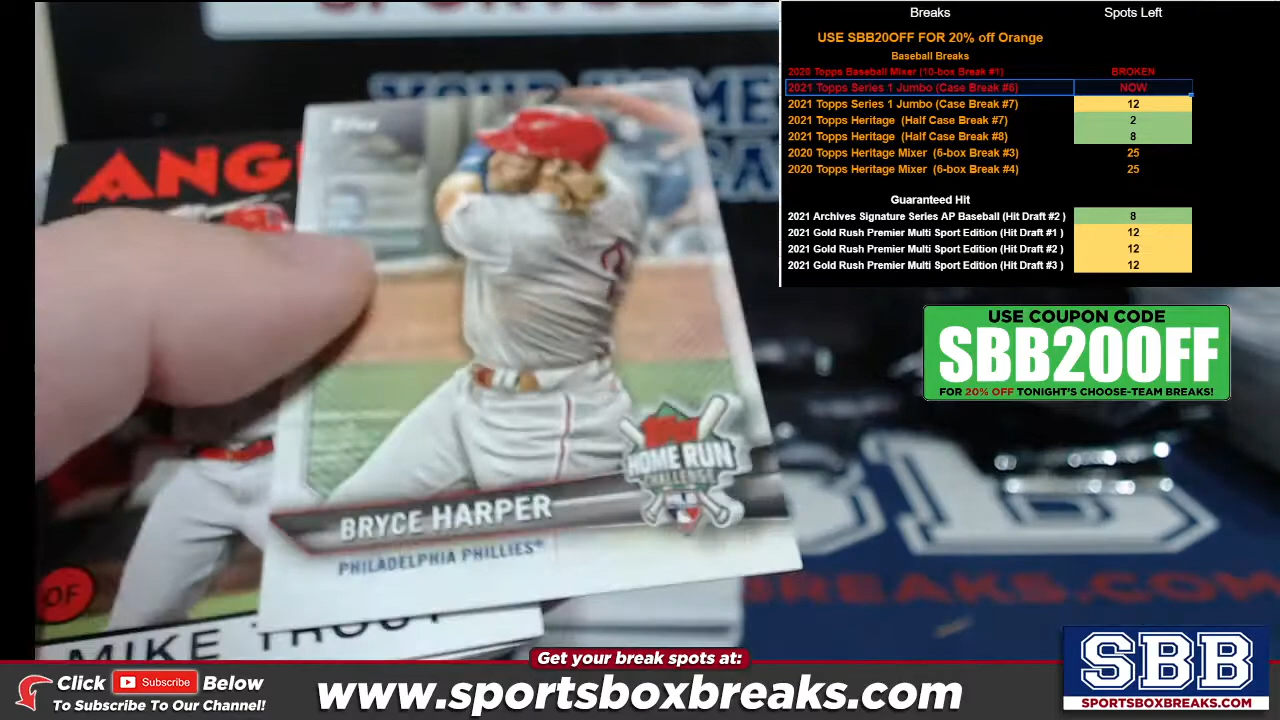 Breaks Spots Left
USE SBB20OFF FOR 20% off Orange
Baseball Breaks
2020 Topps Baseball Mixer (10-box Break #1) BROKEN
2021 Topps Series 1 Jumbo (Case Break #6) NOW
2021 Topps Series 1 Jumbo (Case Break #7) 12
2021 Topps Heritage (Half Case Break #7) 2
2021 Topps Heritage (Half Case Break #8) 8
2020 Topps Heritage Mixer (6-box Break #3) 25
2020 Topps Heritage Mixer (6-box Break #4) 25
Guaranteed Hit
2021 Archives Signature Series AP Baseball (Hit Draft #2 ) 8
2021 Gold Rush Premier Multi Sport Edition (Hit Draft #1 ) 12
2021 Gold Rush Premier Multi Sport Edition (Hit Draft #2 ) 12
2021 Gold Rush Premier Multi Sport Edition (Hit Draft #3 ) 12
USE COUPON CODE
SBB20OFF
FOR 20% OFF TONIGHT'S CHOOSE-TEAM BREAKS!
Topps
ANG
HOME RUN
CHALLENGE
BRYCE HARPER
PHILADELPHIA PHILLIES
OF
MIKE TROUT
BREAKS.COM
Get your break spots at:
Click Subscribe Below
To Subscribe To Our Channel!
www.sportsboxbreaks.com
SBB
SPORTSBOXBREAKS.COM